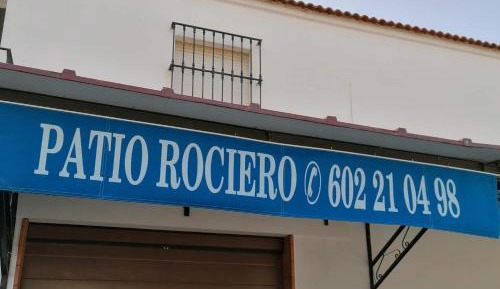 PATIO ROCIERO ✆ 602 21 04 98